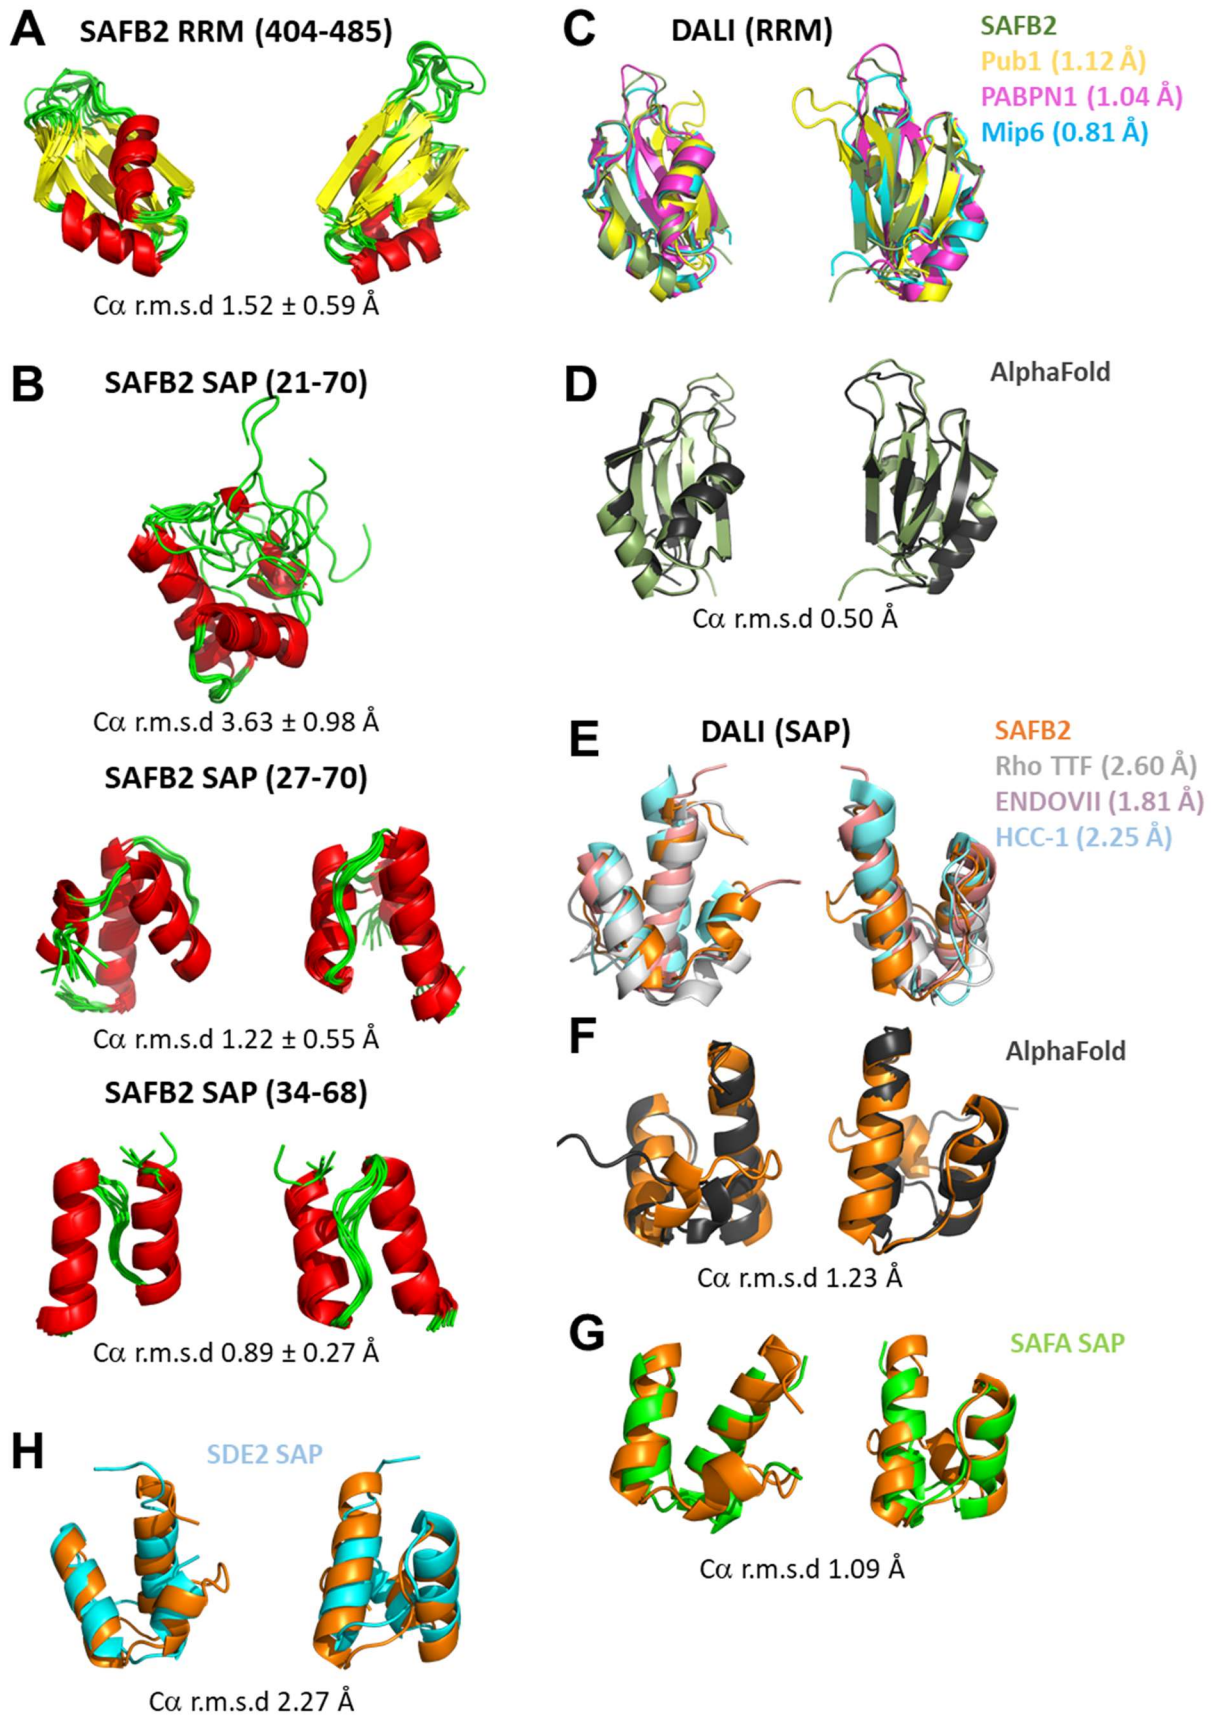 A SAFB2 RRM (404-485)
Cα r.m.s.d 1.52 ± 0.59 Å
B SAFB2 SAP (21-70)
Cα r.m.s.d 3.63 ± 0.98 Å
SAFB2 SAP (27-70)
Cα r.m.s.d 1.22 ± 0.55 Å
SAFB2 SAP (34-68)
Cα r.m.s.d 0.89 ± 0.27 Å
C DALI (RRM)
SAFB2
Pub1 (1.12 Å)
PABPN1 (1.04 Å)
Mip6 (0.81 Å)
D AlphaFold
Cα r.m.s.d 0.50 Å
E DALI (SAP)
SAFB2
Rho TTF (2.60 Å)
ENDOVII (1.81 Å)
HCC-1 (2.25 Å)
F AlphaFold
Cα r.m.s.d 1.23 Å
G SAFA SAP
Cα r.m.s.d 1.09 Å
H SDE2 SAP
Cα r.m.s.d 2.27 Å